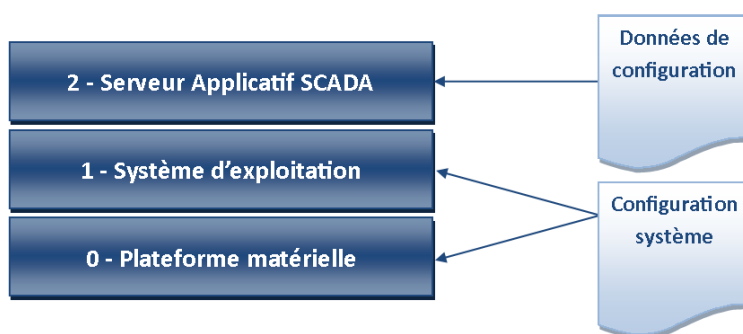 Données de
configuration
2 - Serveur Applicatif SCADA
1 - Système d'exploitation
Configuration
système
0 - Plateforme matérielle